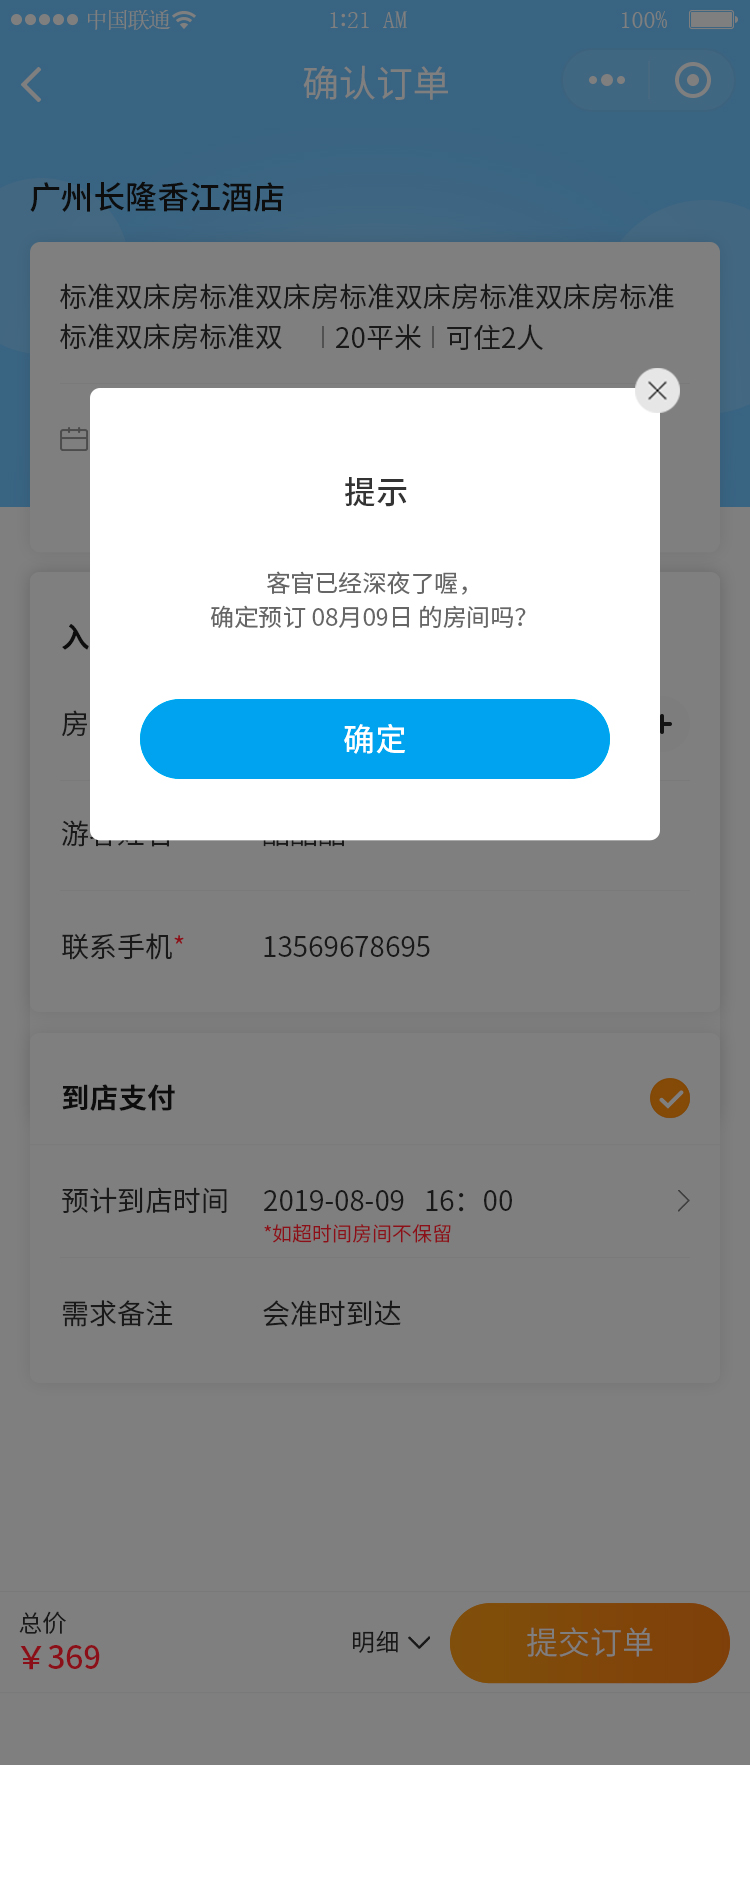 中国联通 1:21 AM 100%
确认订单
广州长隆香江酒店
标准双床房标准双床房标准双床房标准双床房标准
标准双床房标准双 20平米 可住2人
提示
客官已经深夜了喔，
确定预订 08月09日 的房间吗？
入
房
确定
联系手机* 13569678695
到店支付
预计到店时间 2019-08-09 16：00
*如超时间房间不保留
需求备注 会准时到达
总价
￥369
明细
提交订单